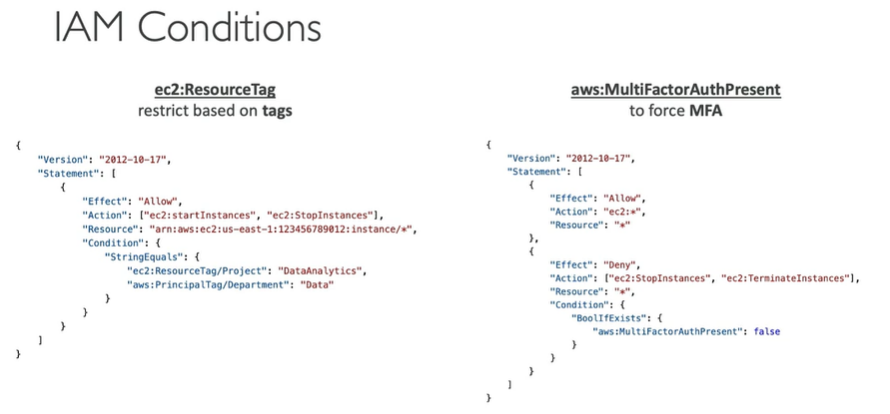 IAM Conditions
ec2:ResourceTag
restrict based on tags
{
"Version": "2012-10-17",
"Statement": [
{
"Effect": "Allow",
"Action": ["ec2:startInstances", "ec2:StopInstances"],
"Resource": "arn:aws:ec2:us-east-1:123456789012:instance/*",
"Condition": {
"StringEquals": {
"ec2:ResourceTag/Project": "DataAnalytics",
"aws:PrincipalTag/Department": "Data"
}
}
}
]
}
aws:MultiFactorAuthPresent
to force MFA
{
"Version": "2012-10-17",
"Statement": [
{
"Effect": "Allow",
"Action": "ec2:*",
"Resource": "*"
},
{
"Effect": "Deny",
"Action": ["ec2:StopInstances", "ec2:TerminateInstances"],
"Resource": "*",
"Condition": {
"BoolIfExists": {
"aws:MultiFactorAuthPresent": false
}
}
}
]
}